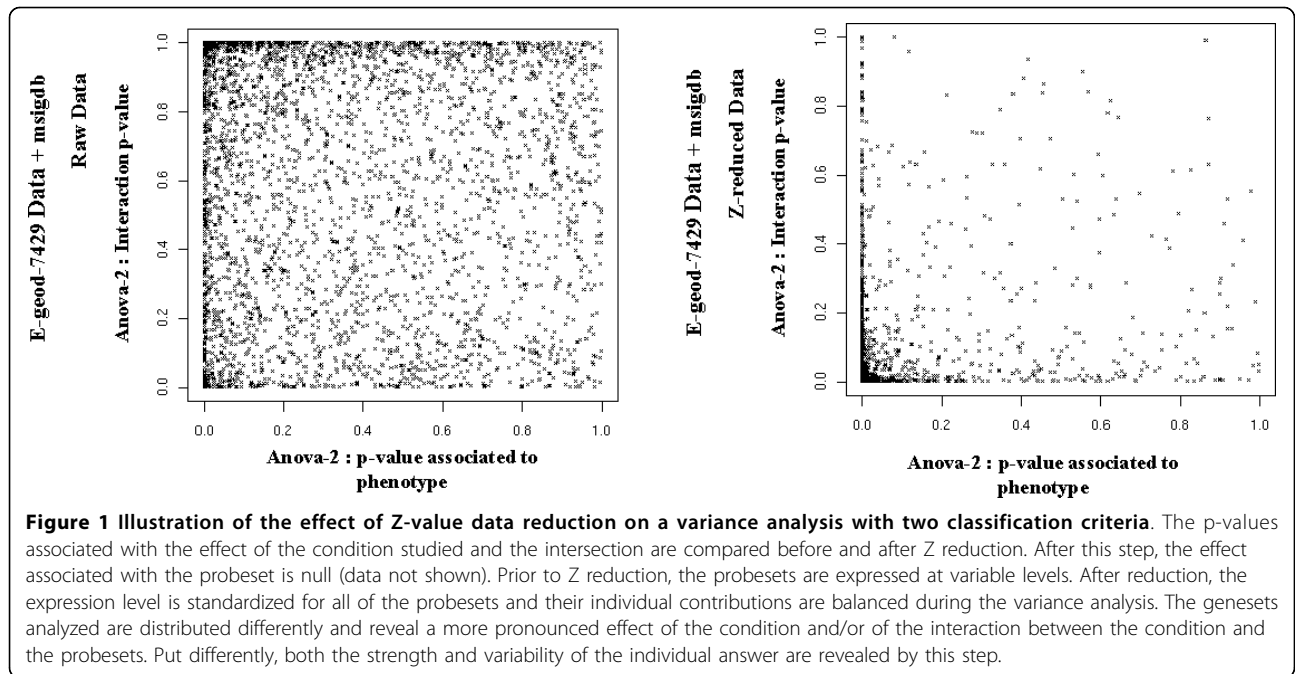 E-geod-7429 Data + msigdb
Raw Data
Anova-2 : Interaction p-value
1.0
0.8
0.6
0.4
0.2
0.0
0.0 0.2 0.4 0.6 0.8 1.0
Anova-2 : p-value associated to
phenotype
E-geod-7429 Data + msigdb
Z-reduced Data
Anova-2 : Interaction p-value
1.0
0.8
0.6
0.4
0.2
0.0
0.0 0.2 0.4 0.6 0.8 1.0
Anova-2 : p-value associated to
phenotype
Figure 1 Illustration of the effect of Z-value data reduction on a variance analysis with two classification criteria. The p-values
associated with the effect of the condition studied and the intersection are compared before and after Z reduction. After this step, the effect
associated with the probeset is null (data not shown). Prior to Z reduction, the probesets are expressed at variable levels. After reduction, the
expression level is standardized for all of the probesets and their individual contributions are balanced during the variance analysis. The genesets
analyzed are distributed differently and reveal a more pronounced effect of the condition and/or of the interaction between the condition and
the probesets. Put differently, both the strength and variability of the individual answer are revealed by this step.